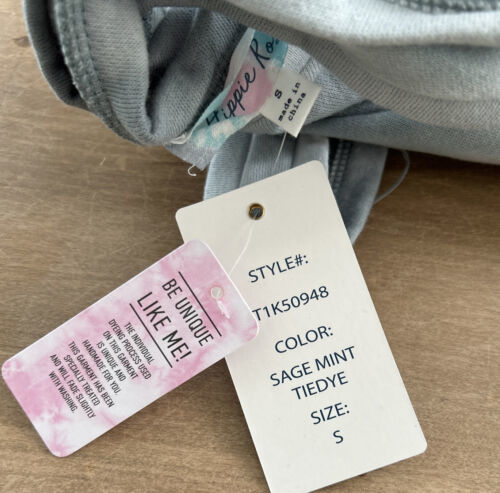 Hippie Ro
S
made in
china
STYLE#:
T1K50948
COLOR:
SAGE MINT
TIEDYE
SIZE:
S
BE UNIQUE
LIKE ME!
THE INDIVIDUAL
DYEING PROCESS USED
ON THIS GARMENT
IS UNIQUE AND
HANDMADE FOR YOU.
THIS GARMENT HAS BEEN
SPECIALLY TREATED
AND WILL FADE SLIGHTLY
WITH WASHING.